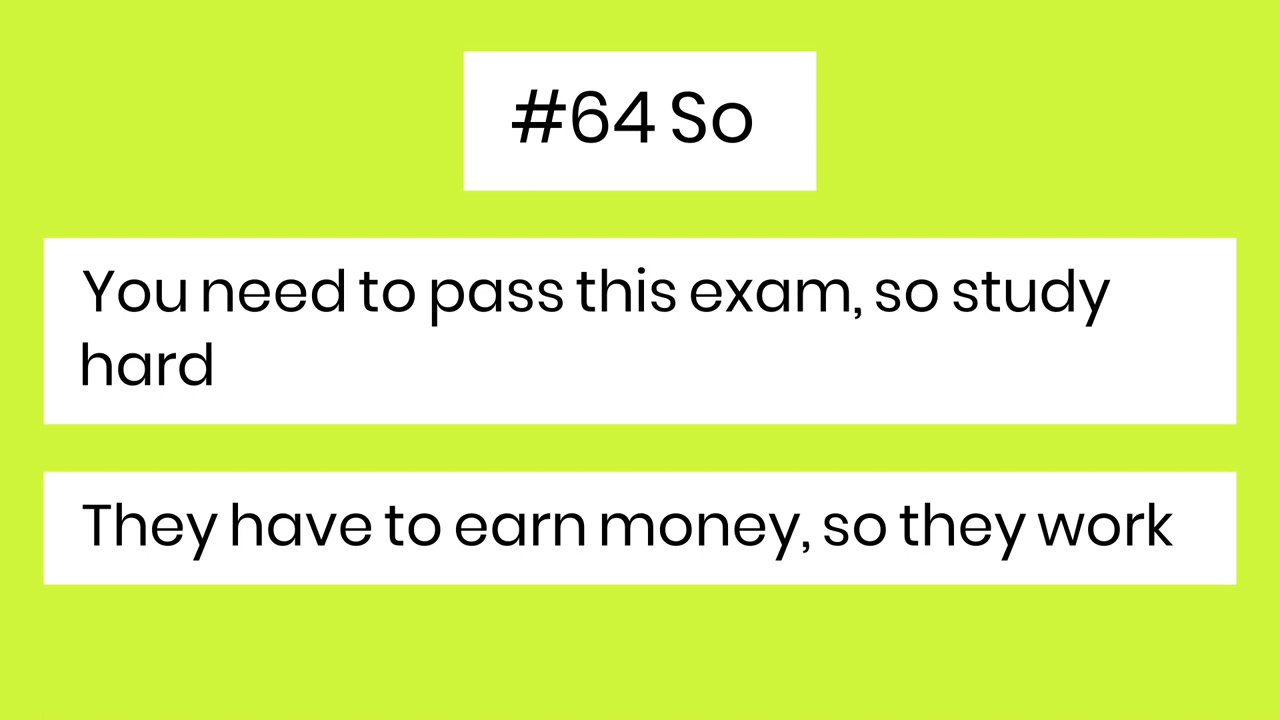 #64 So
You need to pass this exam, so study
hard
They have to earn money, so they work